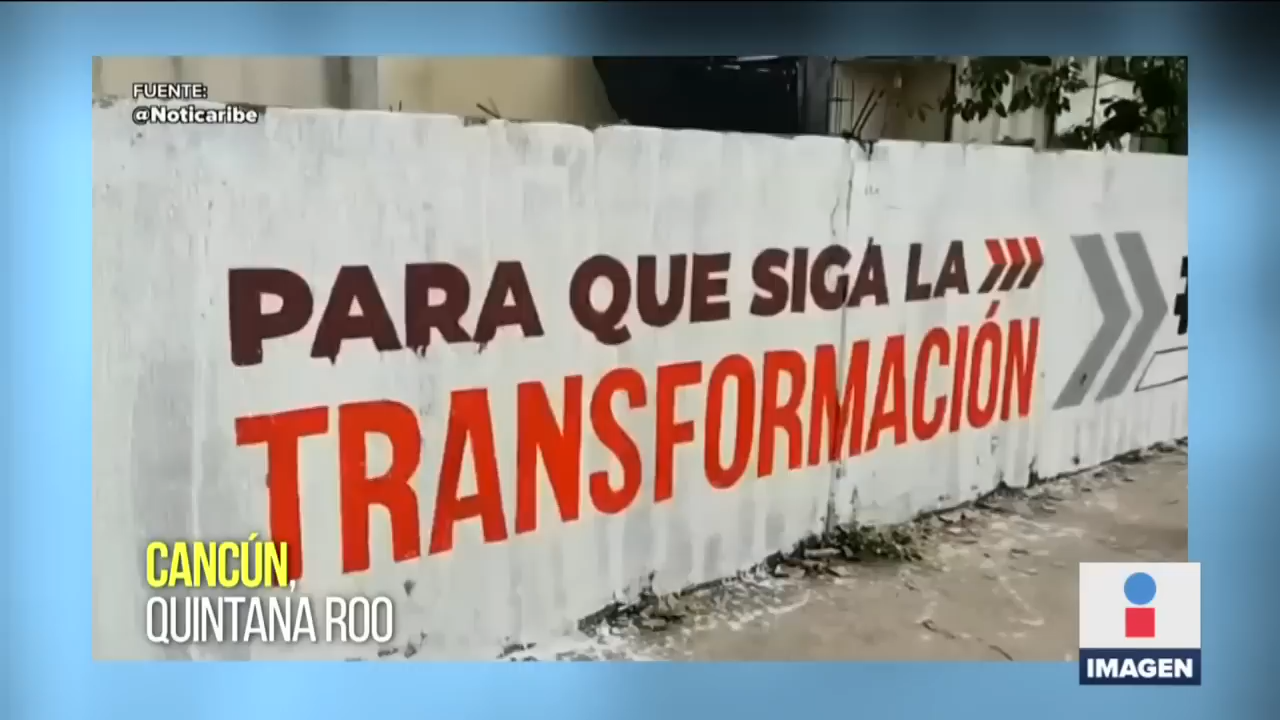 FUENTE:
@Noticaribe
PARA QUE SIGA LA
TRANSFORMACIÓN
CANCÚN,
QUINTANA ROO
IMAGEN